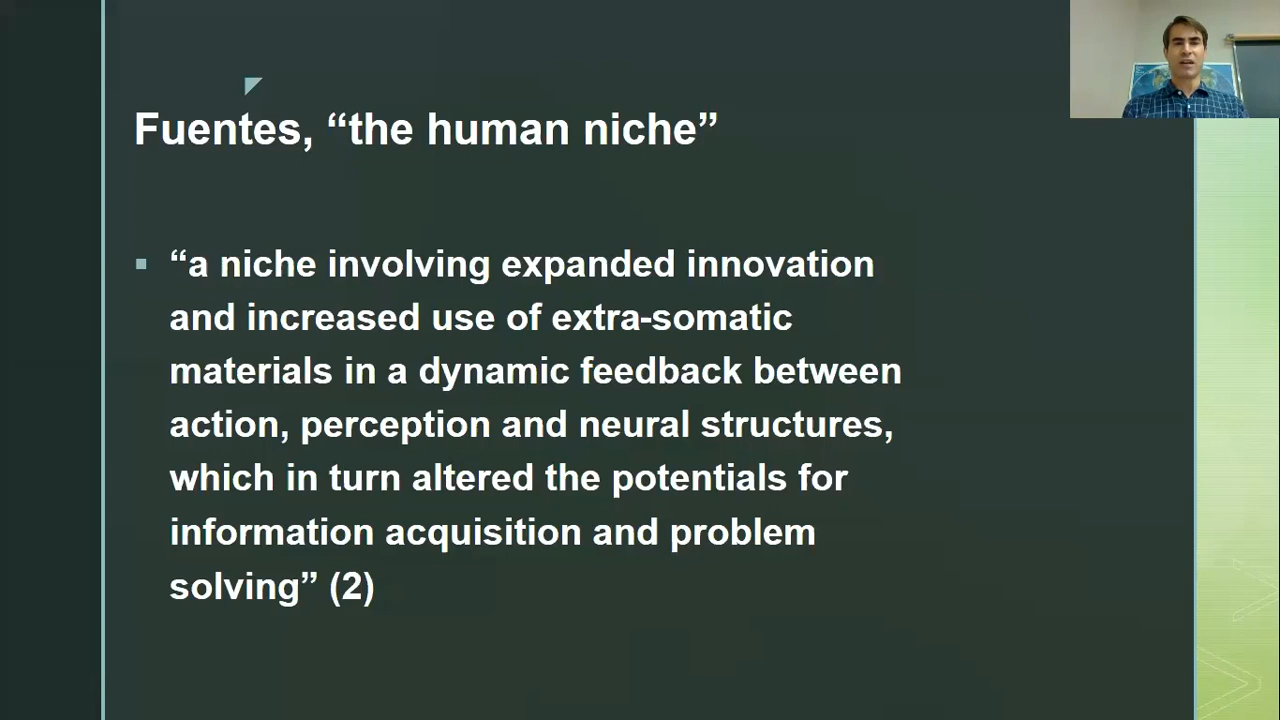 Fuentes, “the human niche”
“a niche involving expanded innovation
and increased use of extra-somatic
materials in a dynamic feedback between
action, perception and neural structures,
which in turn altered the potentials for
information acquisition and problem
solving” (2)